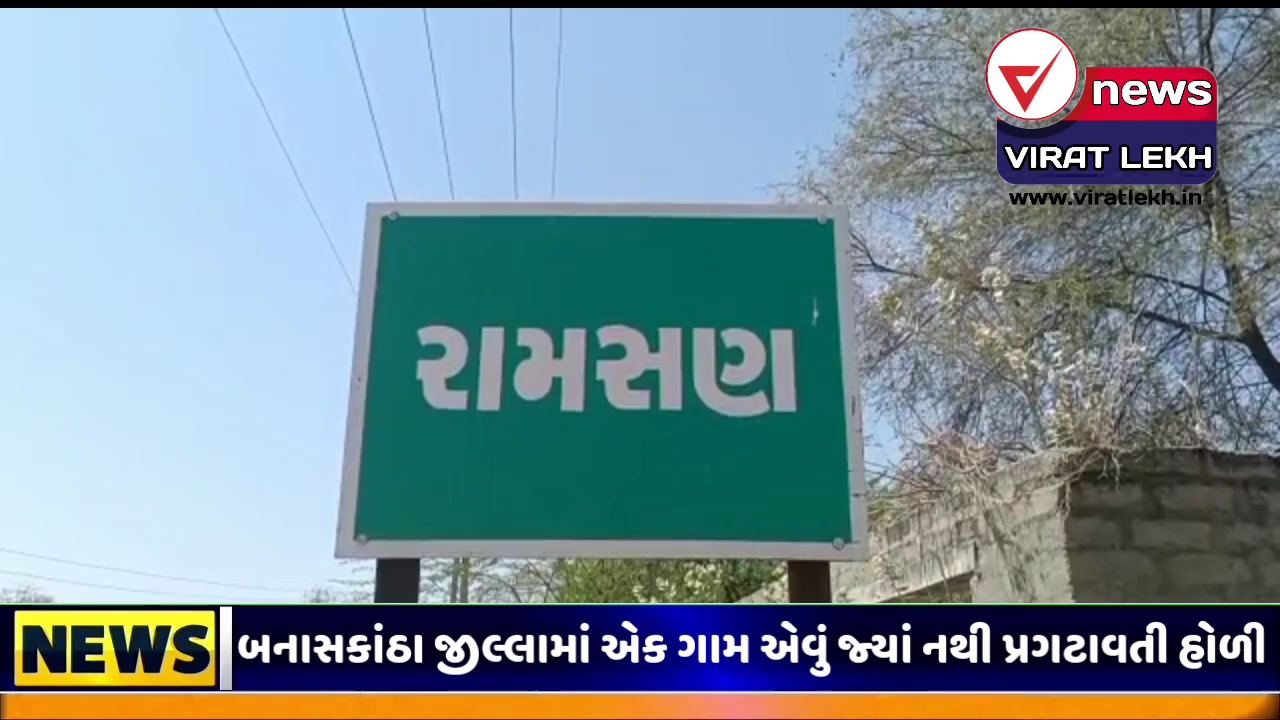 news
VIRAT LEKH
www.viratlekh.in
રામસણ
NEWS
બનાસકાંઠા જીલ્લામાં એક ગામ એવું જ્યાં નથી પ્રગટાવતી હોળી